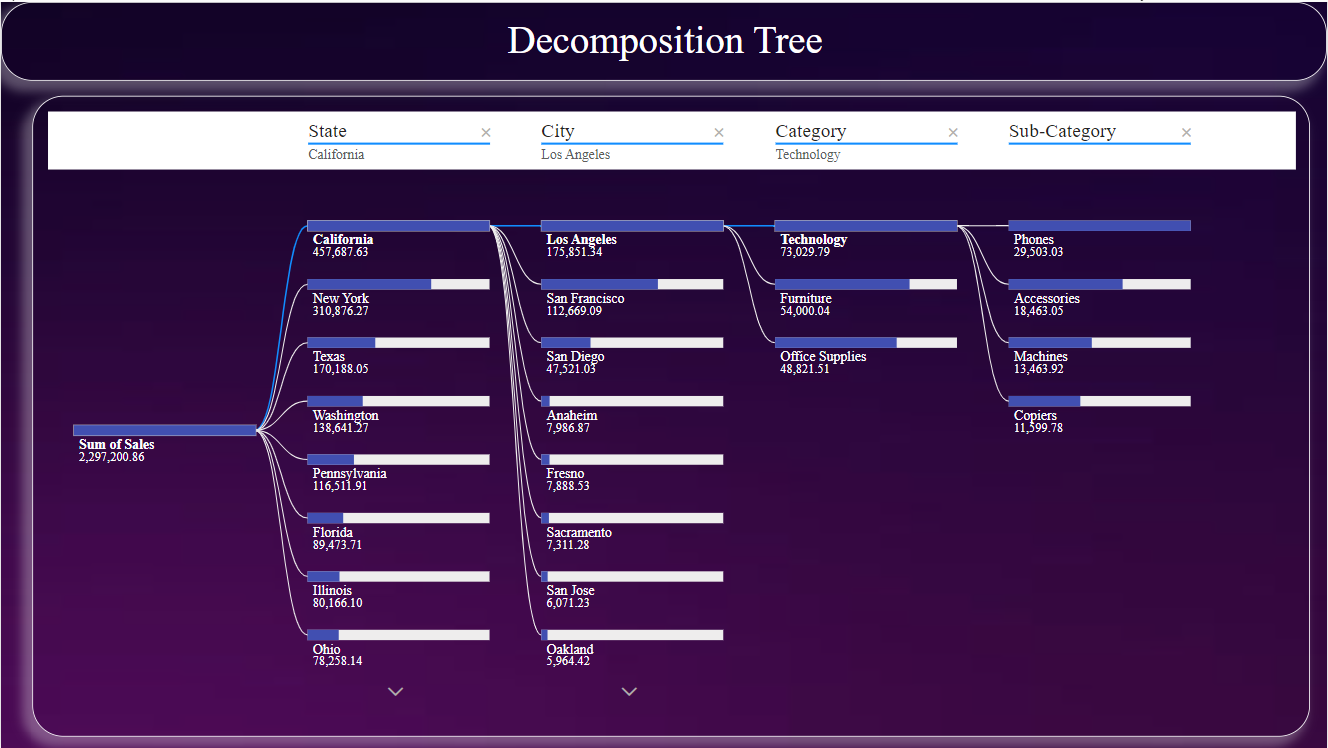 Decomposition Tree
State ×
California
City ×
Los Angeles
Category ×
Technology
Sub-Category ×
Sum of Sales
2,297,200.86
California
457,687.63
New York
310,876.27
Texas
170,188.05
Washington
138,641.27
Pennsylvania
116,511.91
Florida
89,473.71
Illinois
80,166.10
Ohio
78,258.14
Los Angeles
175,851.34
San Francisco
112,669.09
San Diego
47,521.03
Anaheim
7,986.87
Fresno
7,888.53
Sacramento
7,311.28
San Jose
6,071.23
Oakland
5,964.42
Technology
73,029.79
Furniture
54,000.04
Office Supplies
48,821.51
Phones
29,503.03
Accessories
18,463.05
Machines
13,463.92
Copiers
11,599.78